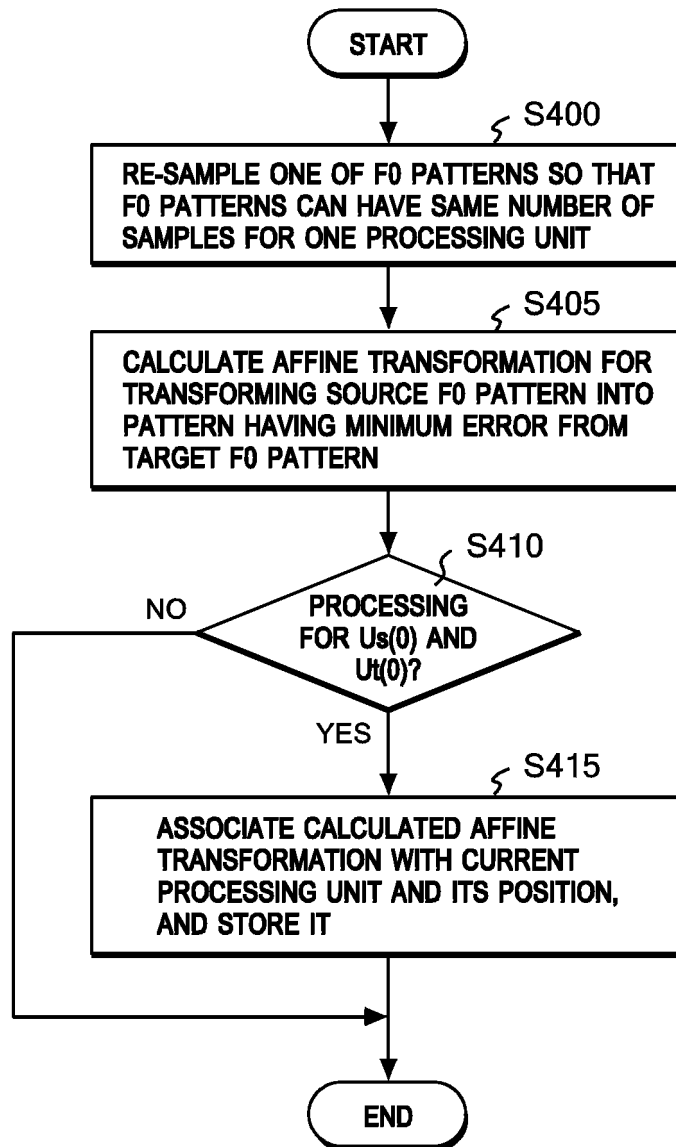 START
S400
RE-SAMPLE ONE OF F0 PATTERNS SO THAT
F0 PATTERNS CAN HAVE SAME NUMBER OF
SAMPLES FOR ONE PROCESSING UNIT
S405
CALCULATE AFFINE TRANSFORMATION FOR
TRANSFORMING SOURCE F0 PATTERN INTO
PATTERN HAVING MINIMUM ERROR FROM
TARGET F0 PATTERN
S410
NO
PROCESSING
FOR Us(0) AND
Ut(0)?
YES
S415
ASSOCIATE CALCULATED AFFINE
TRANSFORMATION WITH CURRENT
PROCESSING UNIT AND ITS POSITION,
AND STORE IT
END